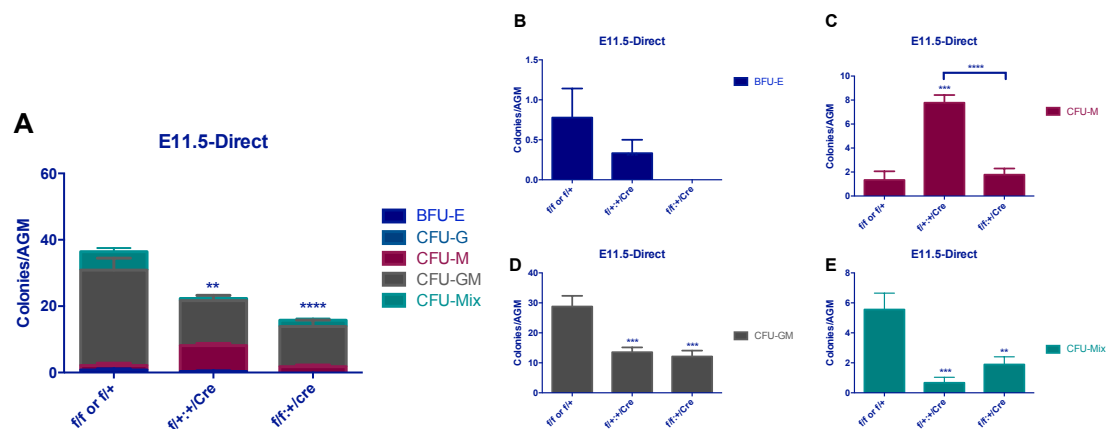 A
E11.5-Direct
Colonies/AGM
60
40
20
0
**
****
f/f or f/+
f/+:+/Cre
f/f:+/cre
BFU-E
CFU-G
CFU-M
CFU-GM
CFU-Mix
B
E11.5-Direct
Colonies/AGM
1.5
1.0
0.5
0.0
f/f or f/+
f/+:+/Cre
f/f:+/Cre
BFU-E
C
E11.5-Direct
Colonies/AGM
10
8
6
4
2
0
***
****
f/f or f/+
f/+:+/Cre
f/f:+/Cre
CFU-M
D
E11.5-Direct
Colonies/AGM
40
30
20
10
0
***
***
f/f or f/+
f/+:+/Cre
f/f:+/Cre
CFU-GM
E
E11.5-Direct
Colonies/AGM
8
6
4
2
0
***
**
f/f or f/+
f/+:+/Cre
f/f:+/Cre
CFU-Mix